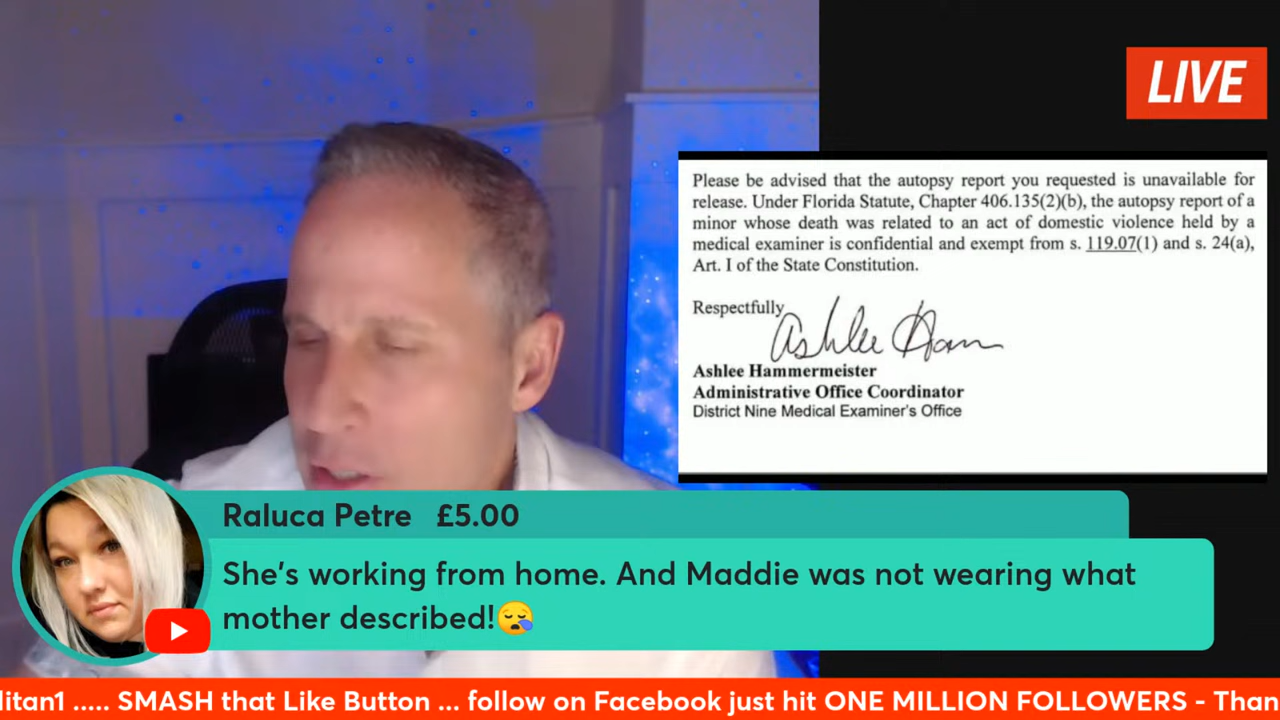 LIVE
Please be advised that the autopsy report you requested is unavailable for
release. Under Florida Statute, Chapter 406.135(2)(b), the autopsy report of a
minor whose death was related to an act of domestic violence held by a
medical examiner is confidential and exempt from s. 119.07(1) and s. 24(a),
Art. I of the State Constitution.
Respectfully
Ashlee Hammermeister
Administrative Office Coordinator
District Nine Medical Examiner's Office
Raluca Petre £5.00
She's working from home. And Maddie was not wearing what
mother described!😪
litan1 ..... SMASH that Like Button ... follow on Facebook just hit ONE MILLION FOLLOWERS - Than